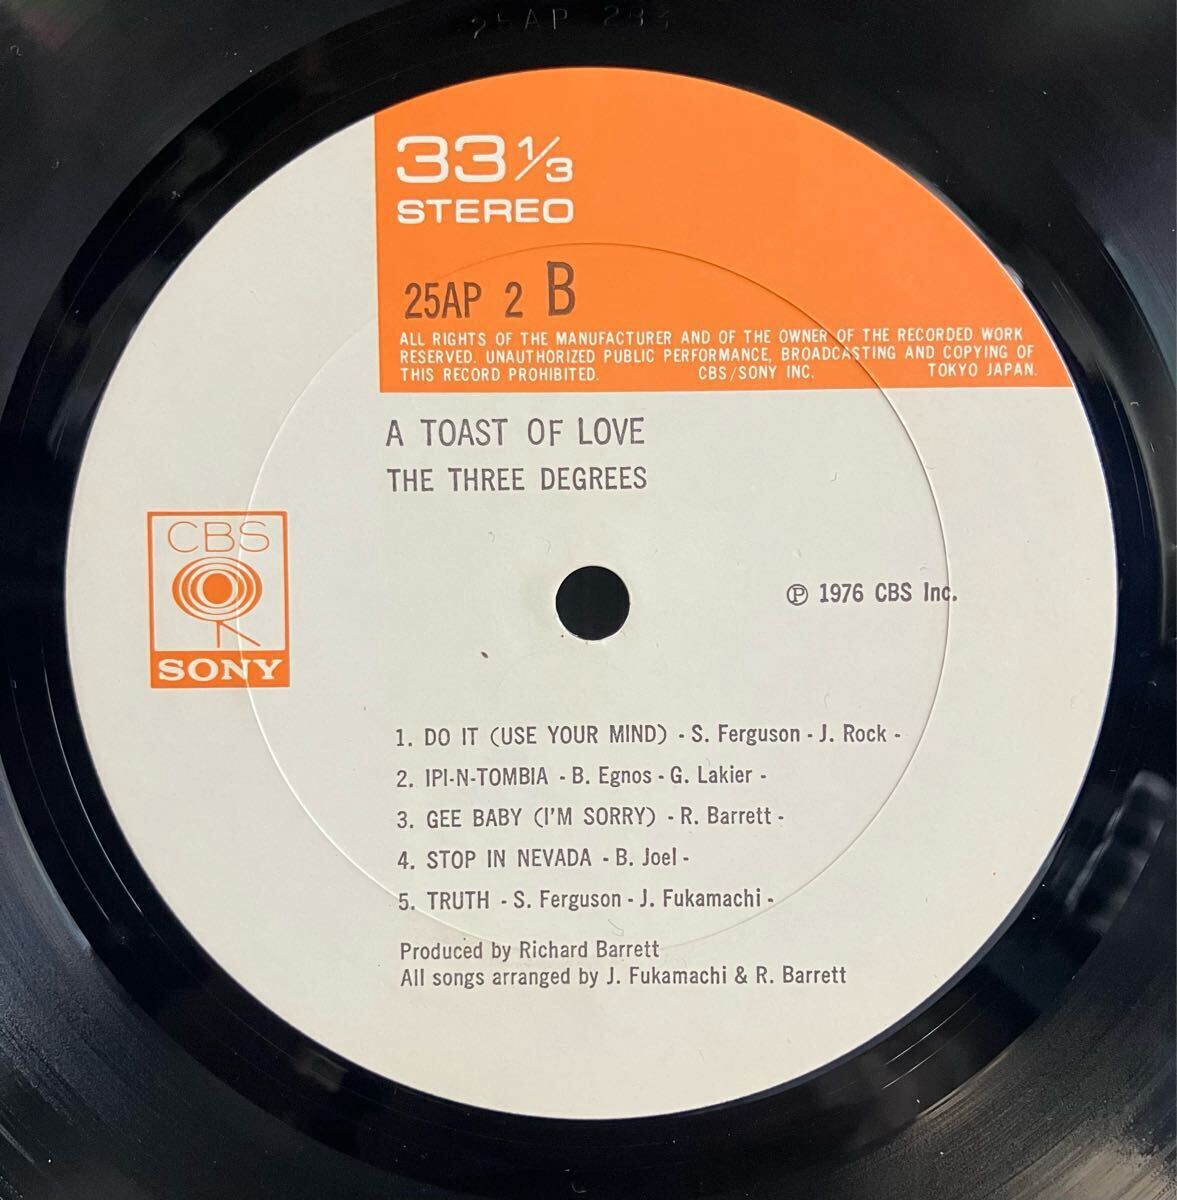 33 1/3
STEREO
25AP 2 B
ALL RIGHTS OF THE MANUFACTURER AND OF THE OWNER OF THE RECORDED WORK
RESERVED. UNAUTHORIZED PUBLIC PERFORMANCE, BROADCASTING AND COPYING OF
THIS RECORD PROHIBITED. CBS/SONY INC. TOKYO JAPAN.
A TOAST OF LOVE
THE THREE DEGREES
CBS
SONY
℗ 1976 CBS Inc.
1. DO IT (USE YOUR MIND) - S. Ferguson - J. Rock -
2. IPI-N-TOMBIA - B. Egnos - G. Lakier -
3. GEE BABY (I'M SORRY) - R. Barrett -
4. STOP IN NEVADA - B. Joel -
5. TRUTH - S. Ferguson - J. Fukamachi -
Produced by Richard Barrett
All songs arranged by J. Fukamachi & R. Barrett